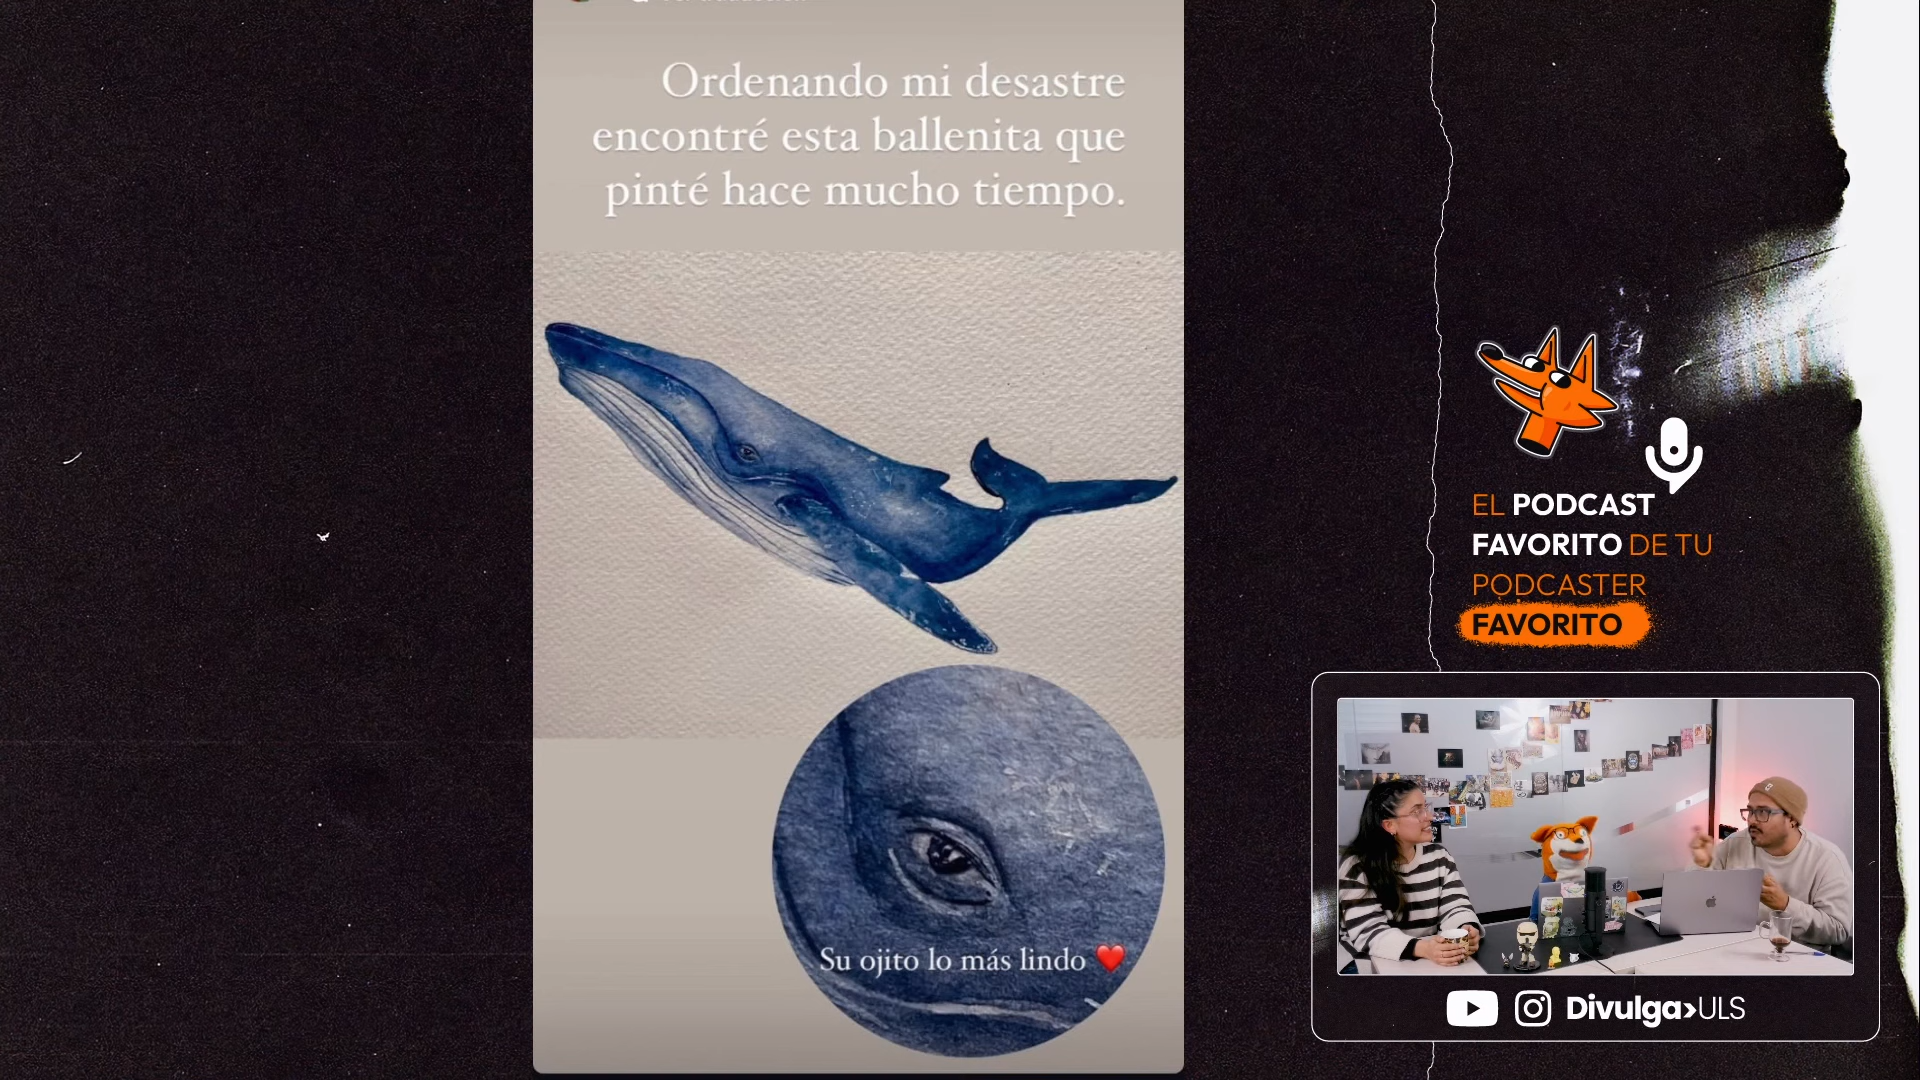 Ordenando mi desastre
encontré esta ballenita que
pinté hace mucho tiempo.
Su ojito lo más lindo ❤️
EL PODCAST
FAVORITO DE TU
PODCASTER
FAVORITO
Divulga>ULS